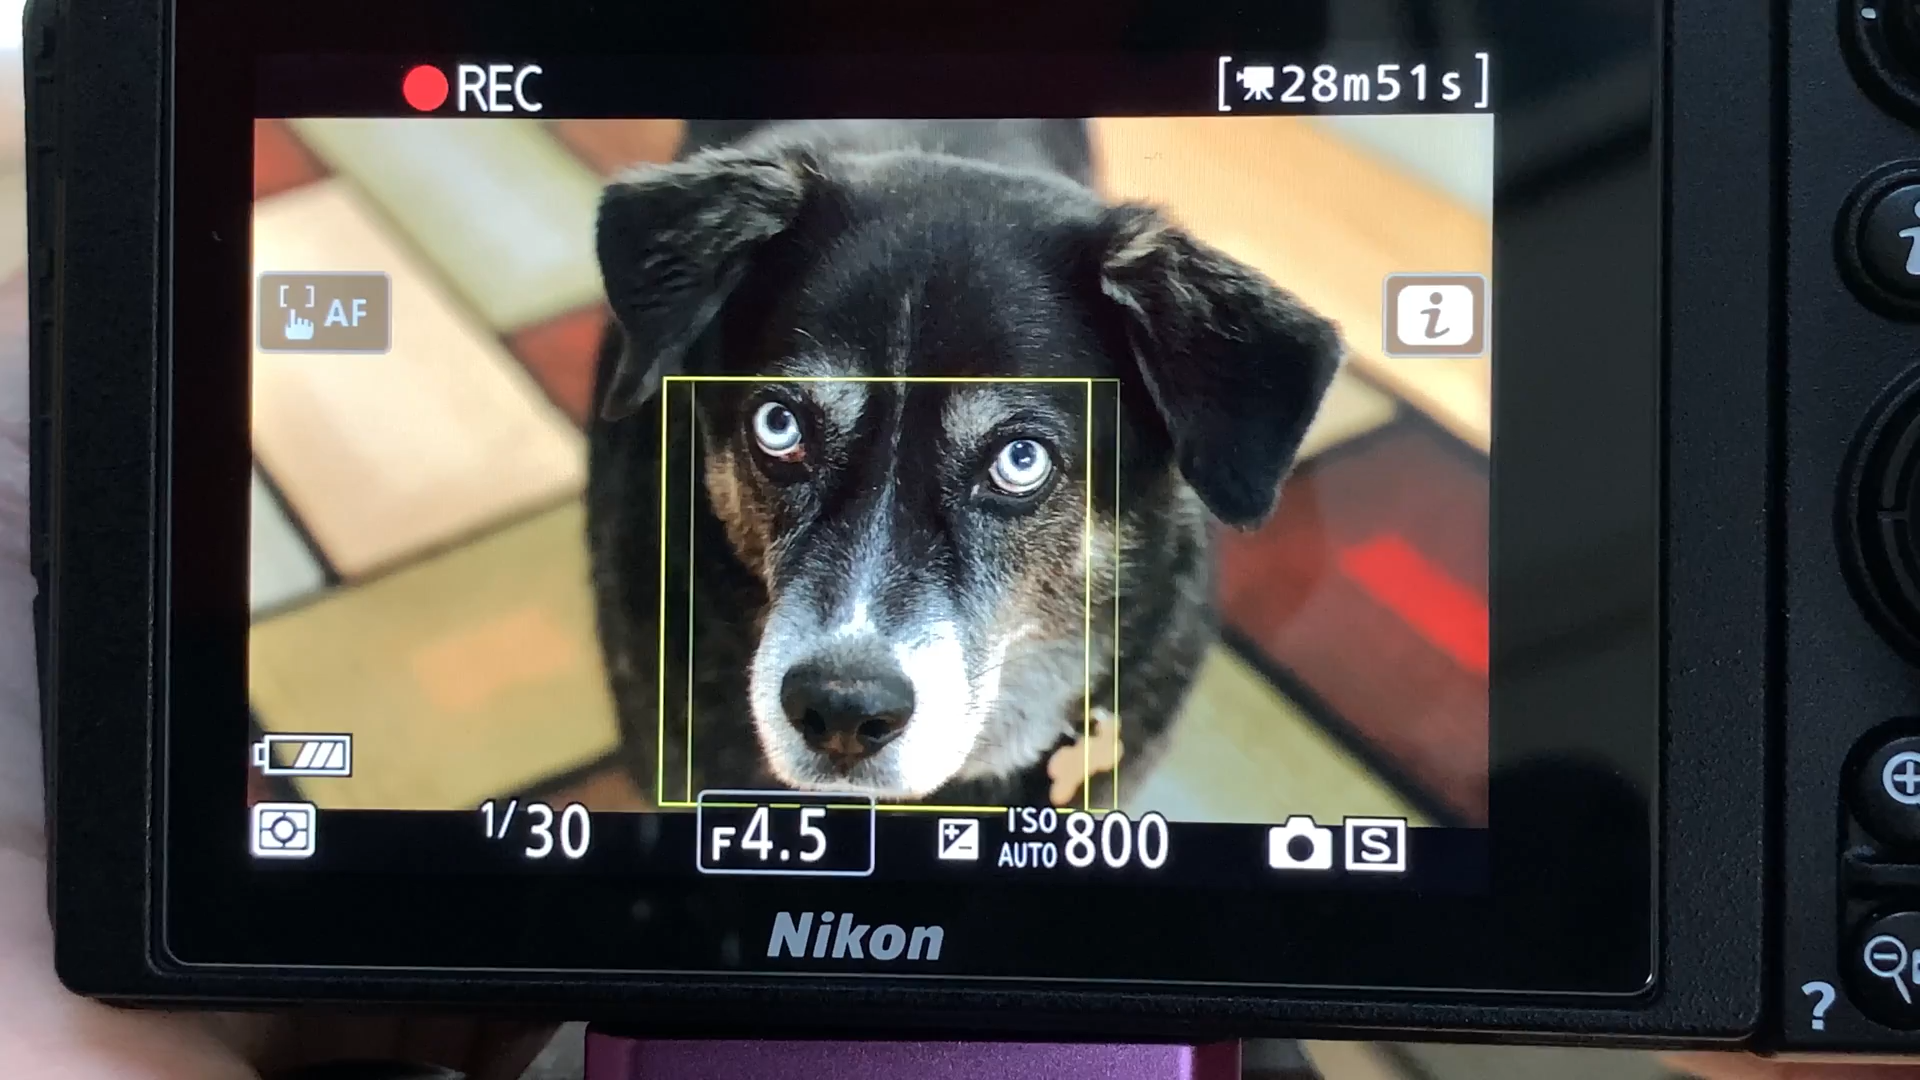 REC
[28m51s]
AF
i
1/30
F4.5
ISO
AUTO 800
S
Nikon
i
?